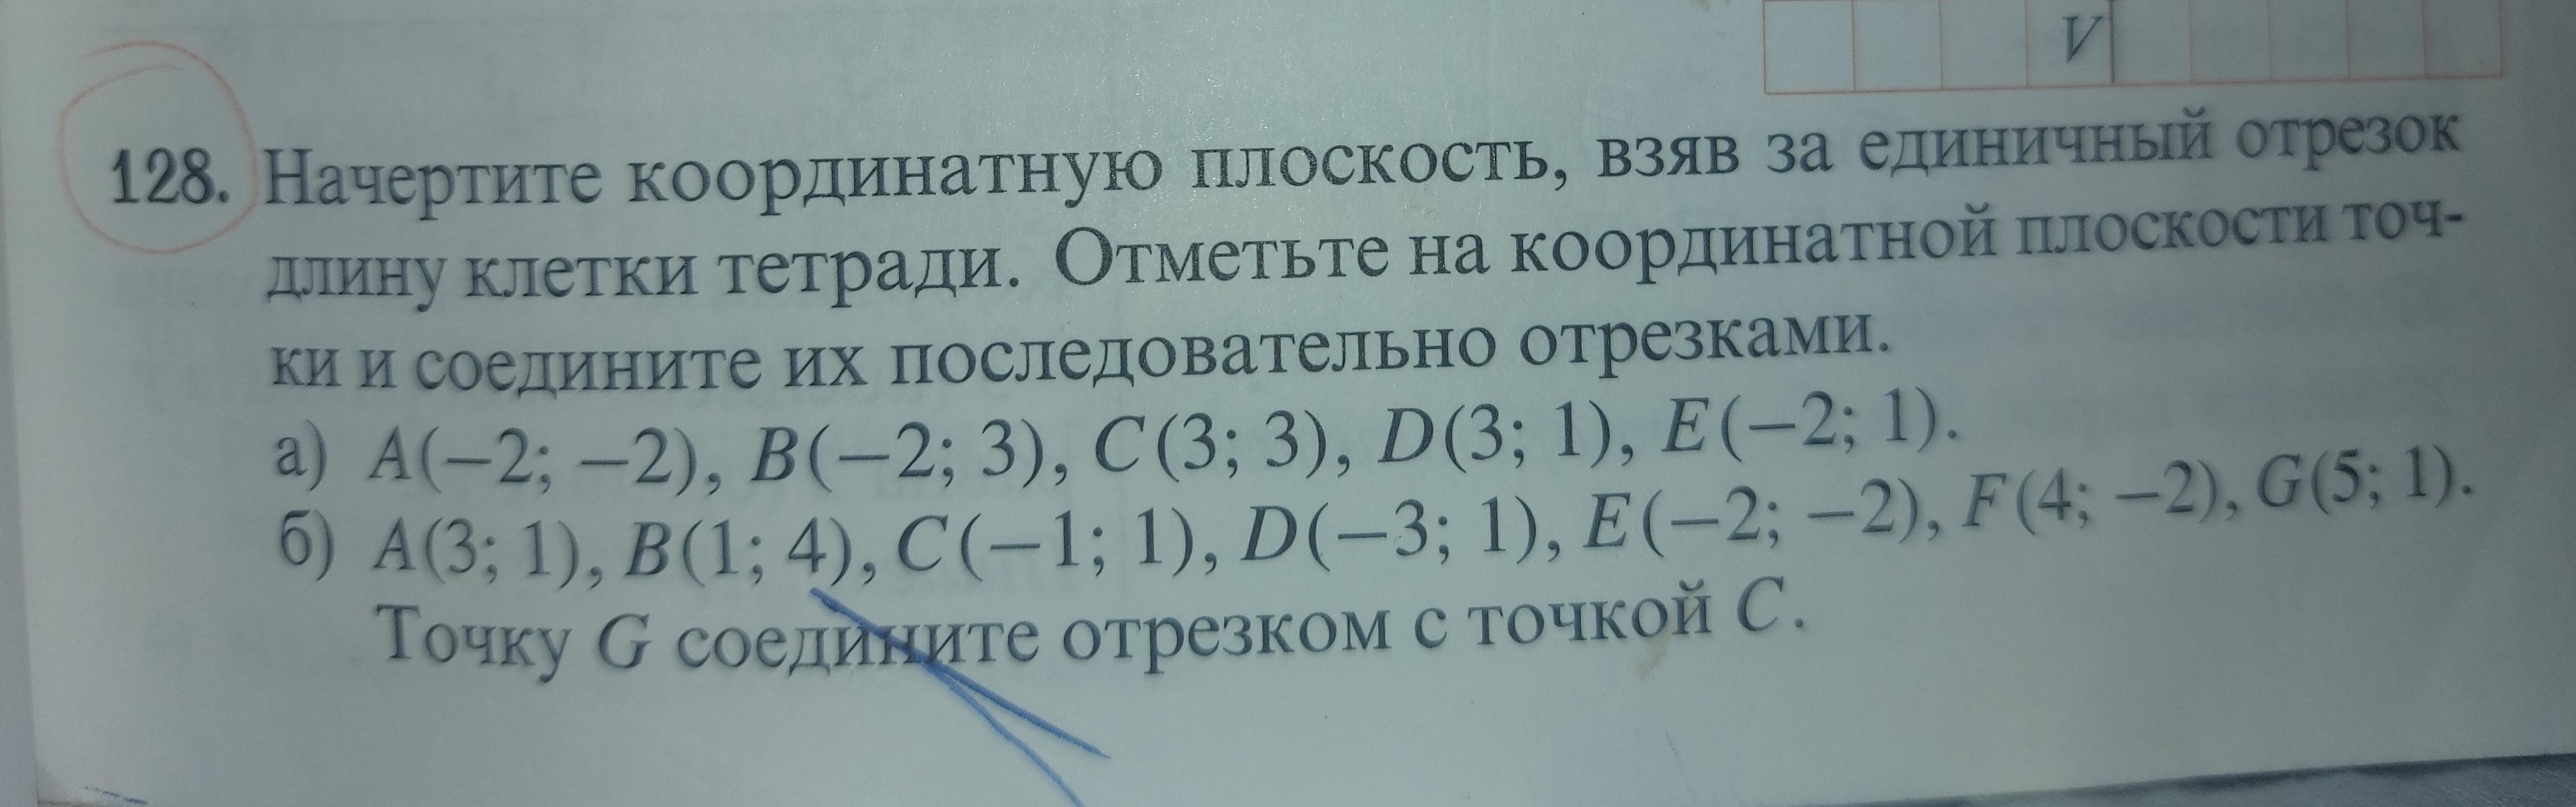 V
128. Начертите координатную плоскость, взяв за единичный отрезок
длину клетки тетради. Отметьте на координатной плоскости точ-
ки и соедините их последовательно отрезками.
а) A(−2; −2), B(−2; 3), C(3; 3), D(3; 1), E(−2; 1).
б) A(3; 1), B(1; 4), C(−1; 1), D(−3; 1), E(−2; −2), F(4; −2), G(5; 1).
Точку G соедините отрезком с точкой C.